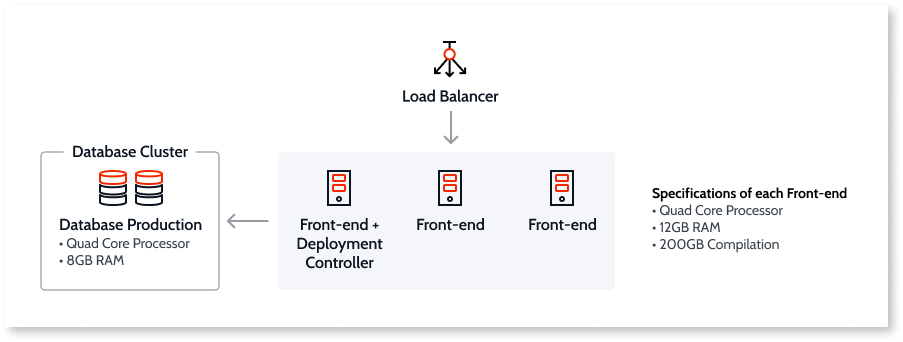 Load Balancer
Database Cluster
Database Production
• Quad Core Processor
• 8GB RAM
Front-end +
Deployment
Controller
Front-end
Front-end
Specifications of each Front-end
• Quad Core Processor
• 12GB RAM
• 200GB Compilation